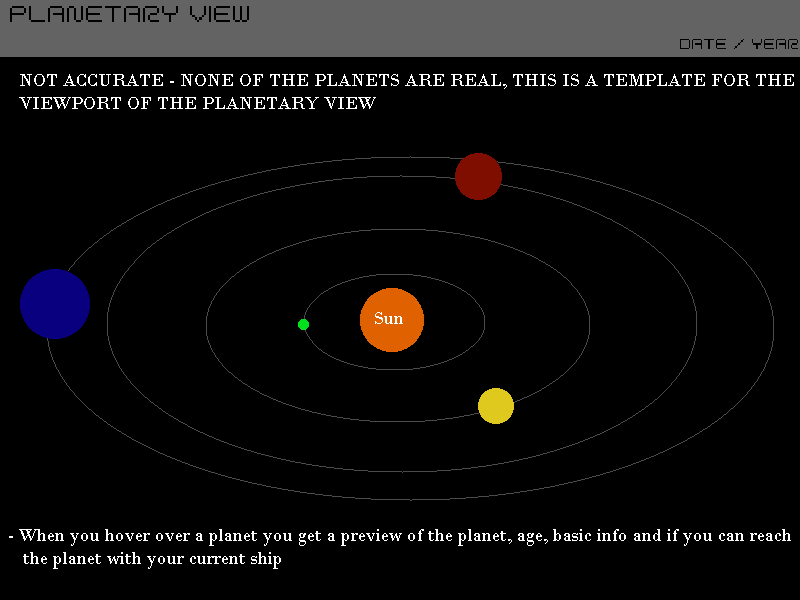 PLANETARY VIEW
DATE / YEAR
NOT ACCURATE - NONE OF THE PLANETS ARE REAL, THIS IS A TEMPLATE FOR THE
VIEWPORT OF THE PLANETARY VIEW
Sun
- When you hover over a planet you get a preview of the planet, age, basic info and if you can reach
the planet with your current ship